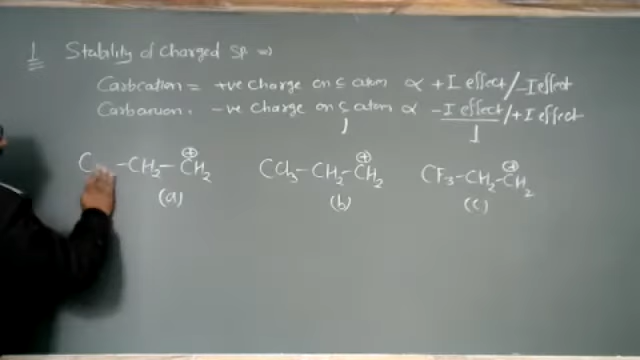 1 Stability of Charged Sp ⇒
Carbcation = +ve charge on C atom ∝ +I effect/-I effect
Carbanion. -ve charge on C atom ∝ -I effect/+I effect
C -CH₂-CH₂⊕ CCl₃-CH₂-CH₂⊕ CF₃-CH₂-CH₂⊕
(a) (b) (c)